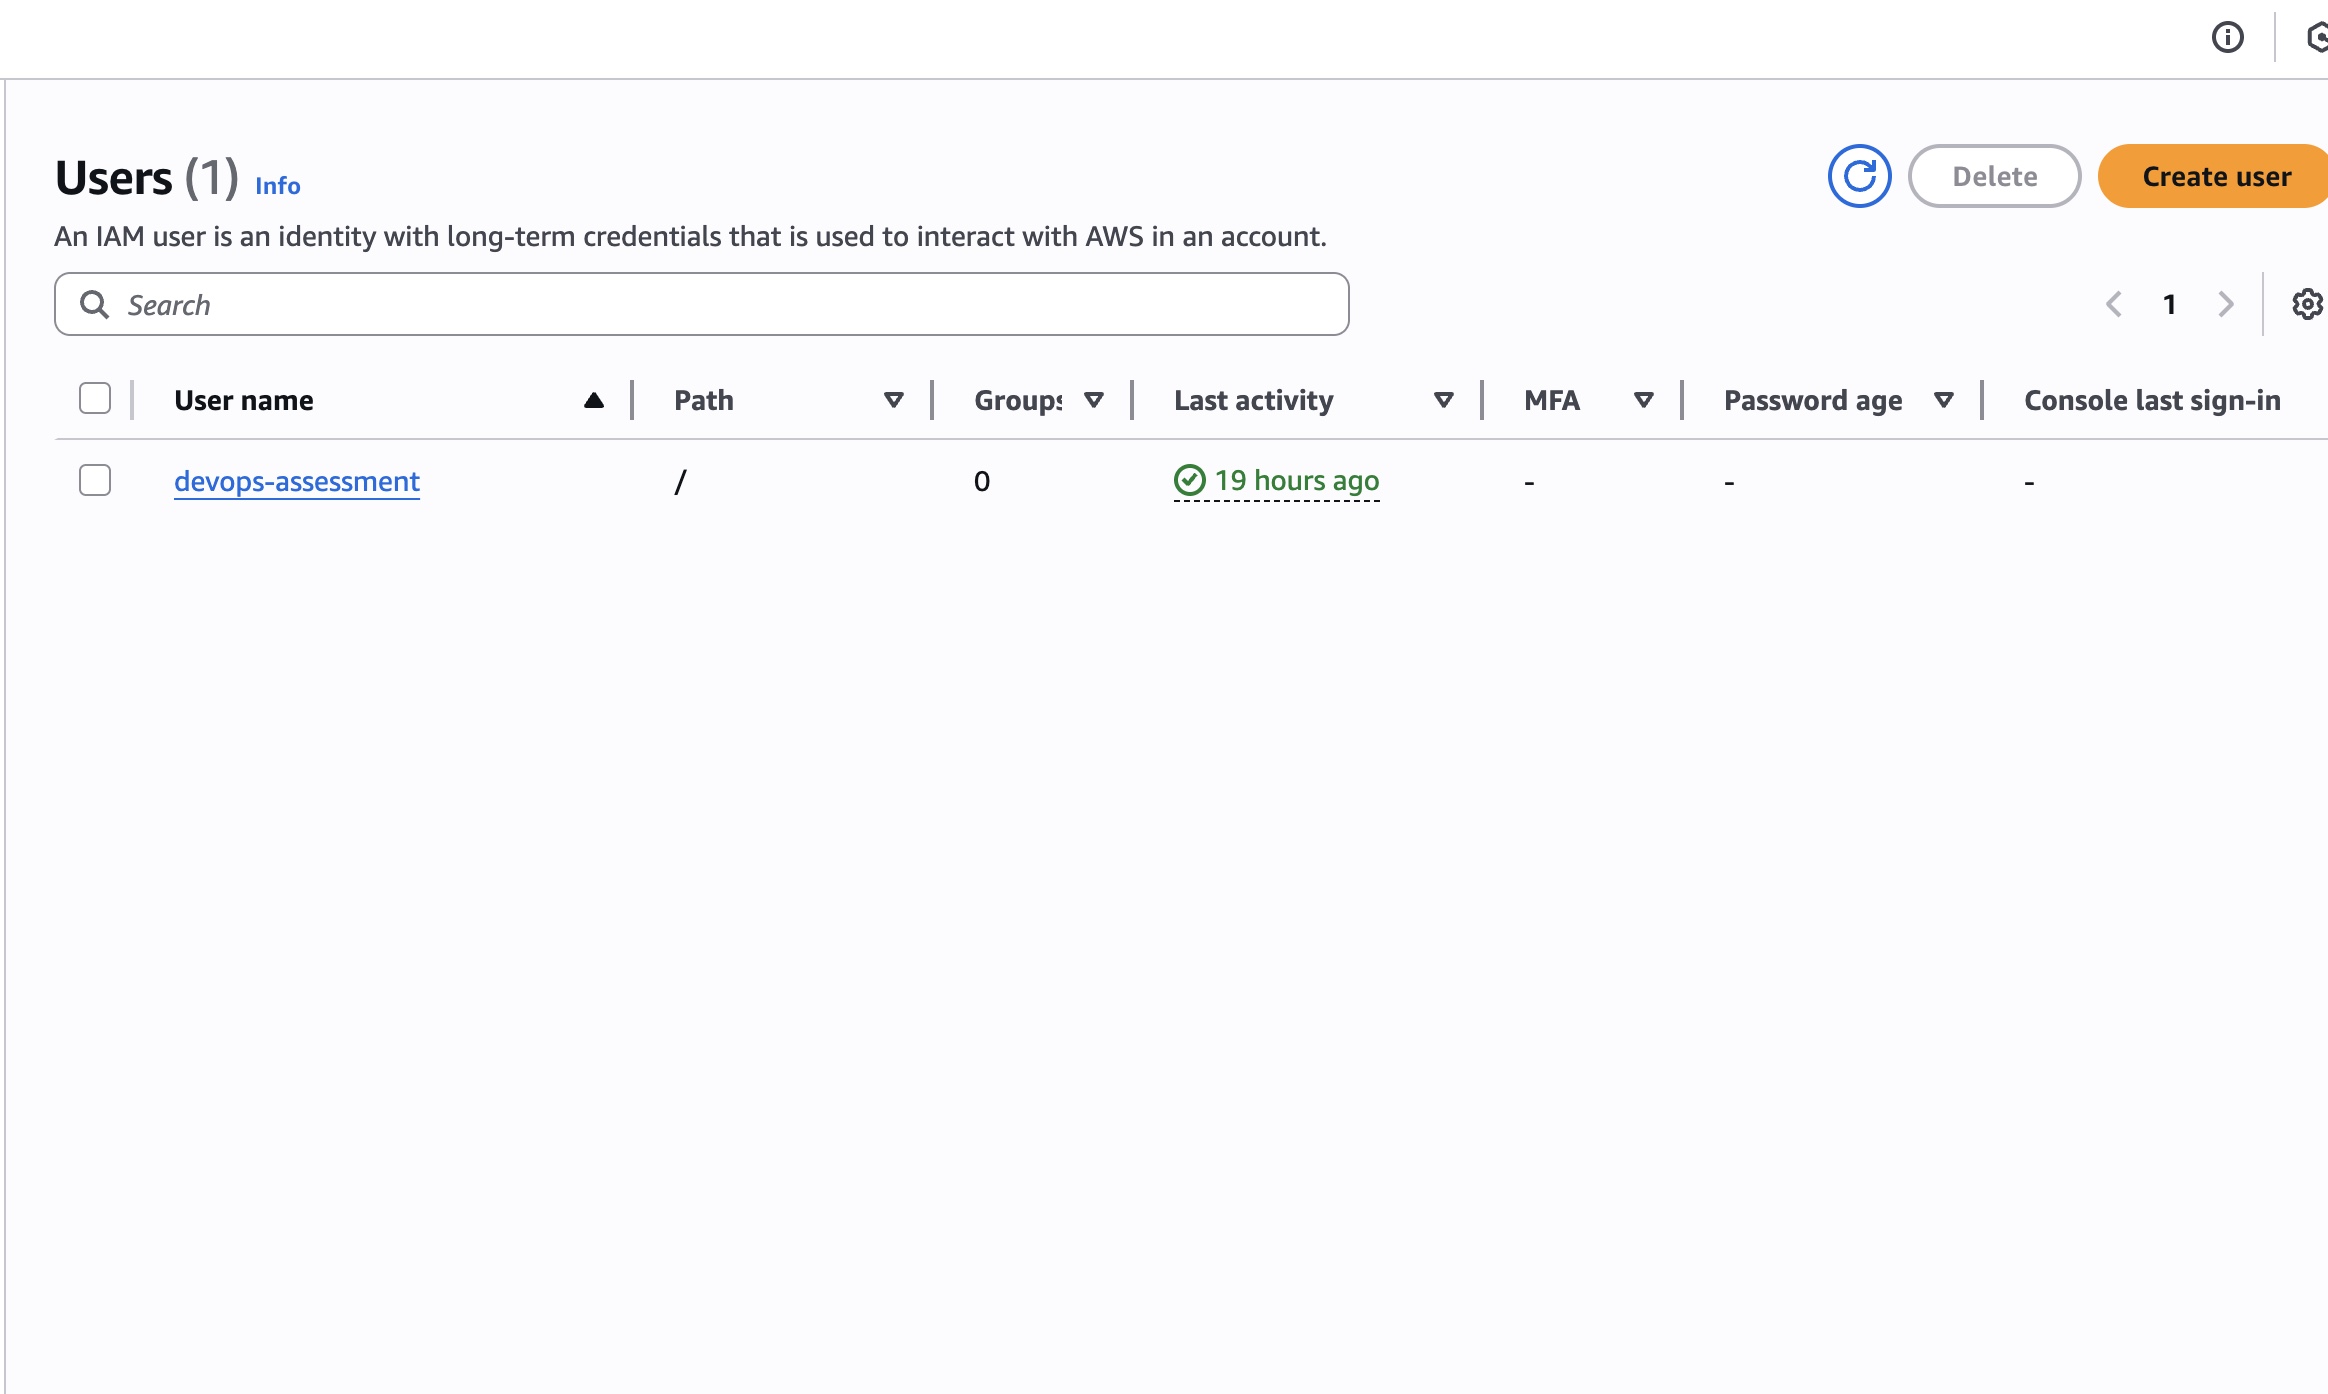 Users (1) Info
Delete
Create user
An IAM user is an identity with long-term credentials that is used to interact with AWS in an account.
Search
1
User name Path Groups Last activity MFA Password age Console last sign-in
devops-assessment / 0 19 hours ago - - -